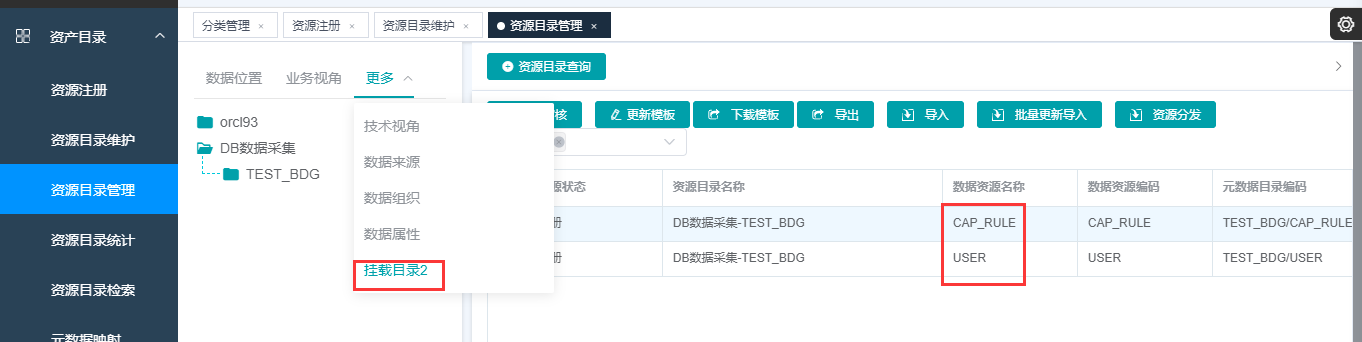 资产目录
资源注册
资源目录维护
资源目录管理
资源目录统计
资源目录检索
元数据映射
分类管理 ×
资源注册 ×
资源目录维护 ×
资源目录管理 ×
数据位置
业务视角
更多
orcl93
DB数据采集
TEST_BDG
技术视角
数据来源
数据组织
数据属性
挂载目录2
资源目录查询
核
更新模板
下载模板
导出
导入
批量更新导入
资源分发
源状态 资源目录名称 数据资源名称 数据资源编码 元数据目录编码
册 DB数据采集-TEST_BDG CAP_RULE CAP_RULE TEST_BDG/CAP_RULE
册 DB数据采集-TEST_BDG USER USER TEST_BDG/USER